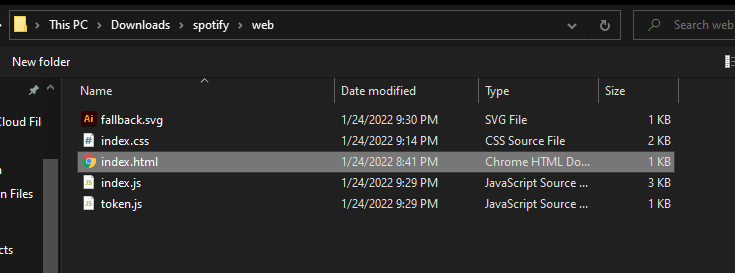 This PC > Downloads > spotify > web
Search web
New folder
Name Date modified Type Size
Ai fallback.svg 1/24/2022 9:30 PM SVG File 1 KB
# index.css 1/24/2022 9:14 PM CSS Source File 2 KB
index.html 1/24/2022 8:41 PM Chrome HTML Do... 1 KB
JS index.js 1/24/2022 9:29 PM JavaScript Source ... 3 KB
JS token.js 1/24/2022 9:29 PM JavaScript Source ... 1 KB
Cloud Fil
n Files
cts